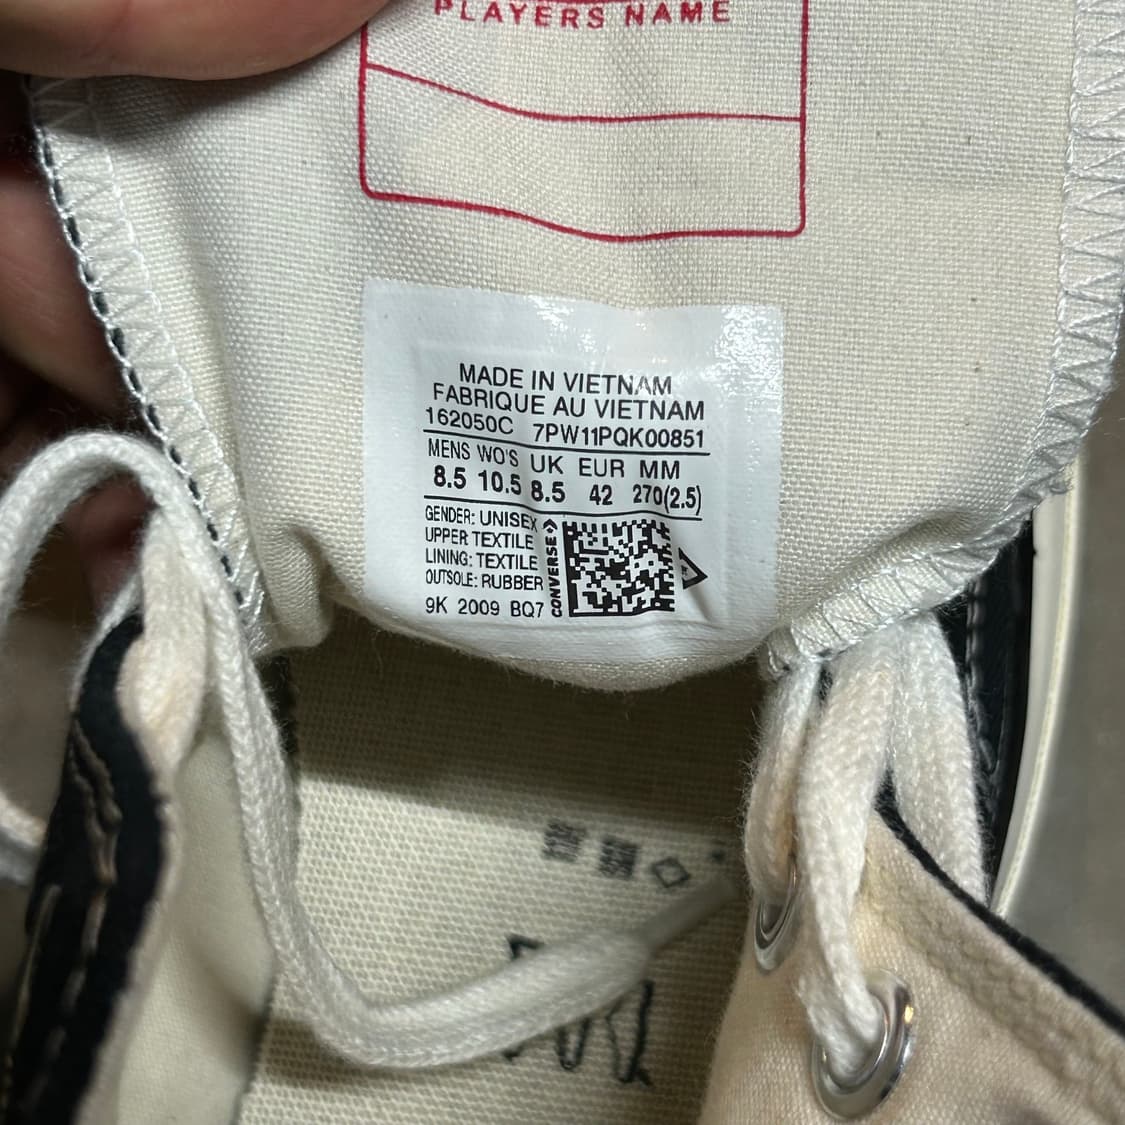 PLAYERS NAME
MADE IN VIETNAM
FABRIQUE AU VIETNAM
162050C 7PW11PQK00851
MENS WO'S UK EUR MM
8.5 10.5 8.5 42 270(2.5)
GENDER: UNISEX
UPPER TEXTILE
LINING: TEXTILE
OUTSOLE: RUBBER
CONVERSE
9K 2009 BQ7